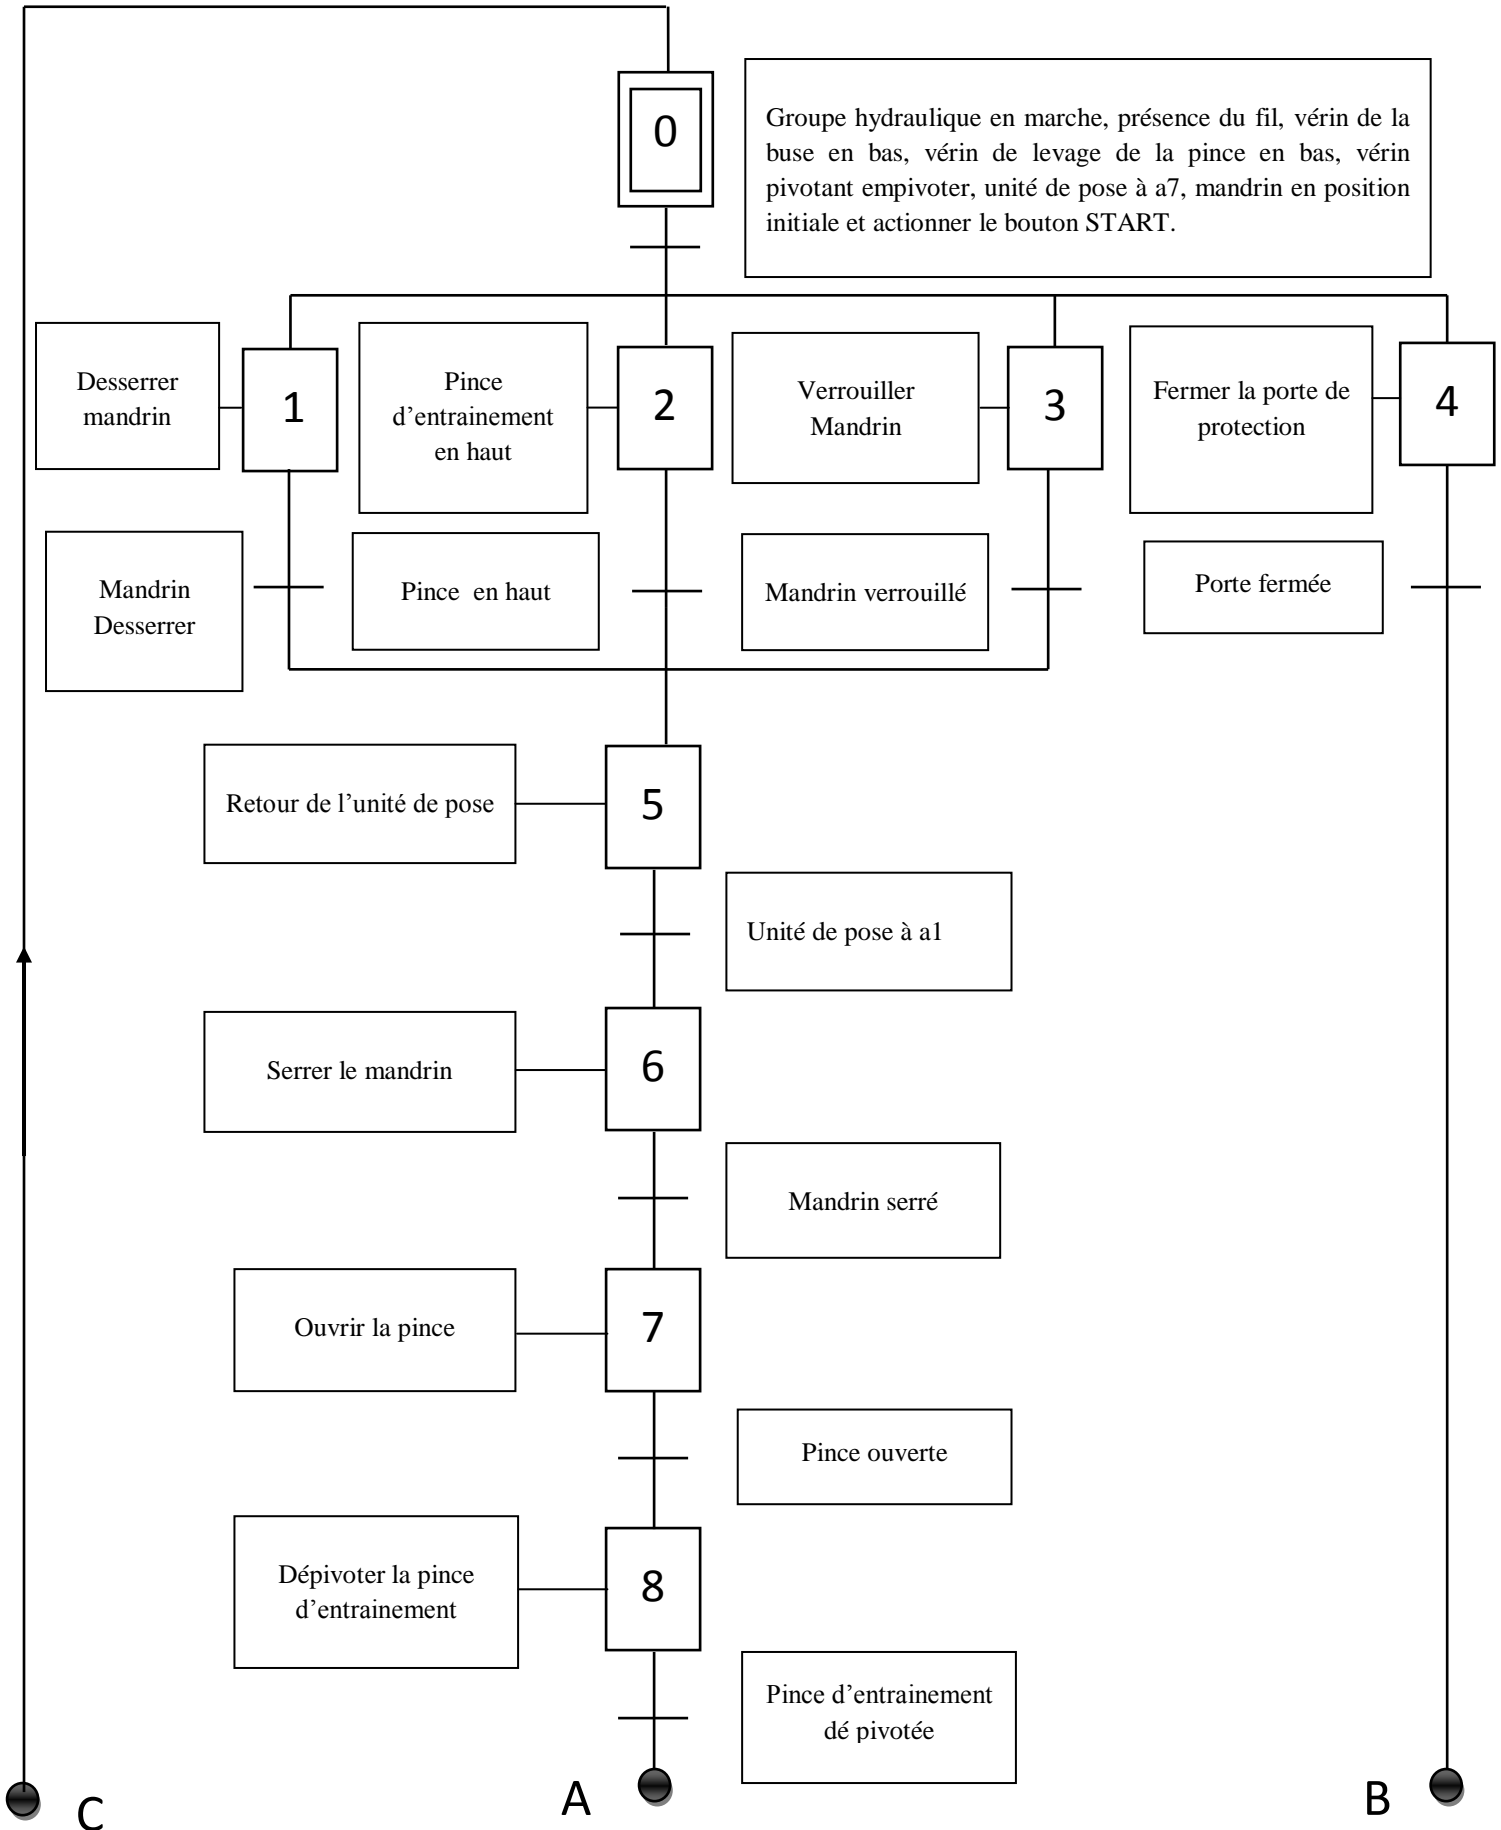 0
Groupe hydraulique en marche, présence du fil, vérin de la
buse en bas, vérin de levage de la pince en bas, vérin
pivotant empivoter, unité de pose à a7, mandrin en position
initiale et actionner le bouton START.
Desserrer
mandrin
1
Pince
d’entrainement
en haut
2
Verrouiller
Mandrin
3
Fermer la porte de
protection
4
Mandrin
Desserrer
Pince en haut
Mandrin verrouillé
Porte fermée
Retour de l’unité de pose
5
Unité de pose à a1
Serrer le mandrin
6
Mandrin serré
Ouvrir la pince
7
Pince ouverte
Dépivoter la pince
d’entrainement
8
Pince d’entrainement
dé pivotée
C
A
B